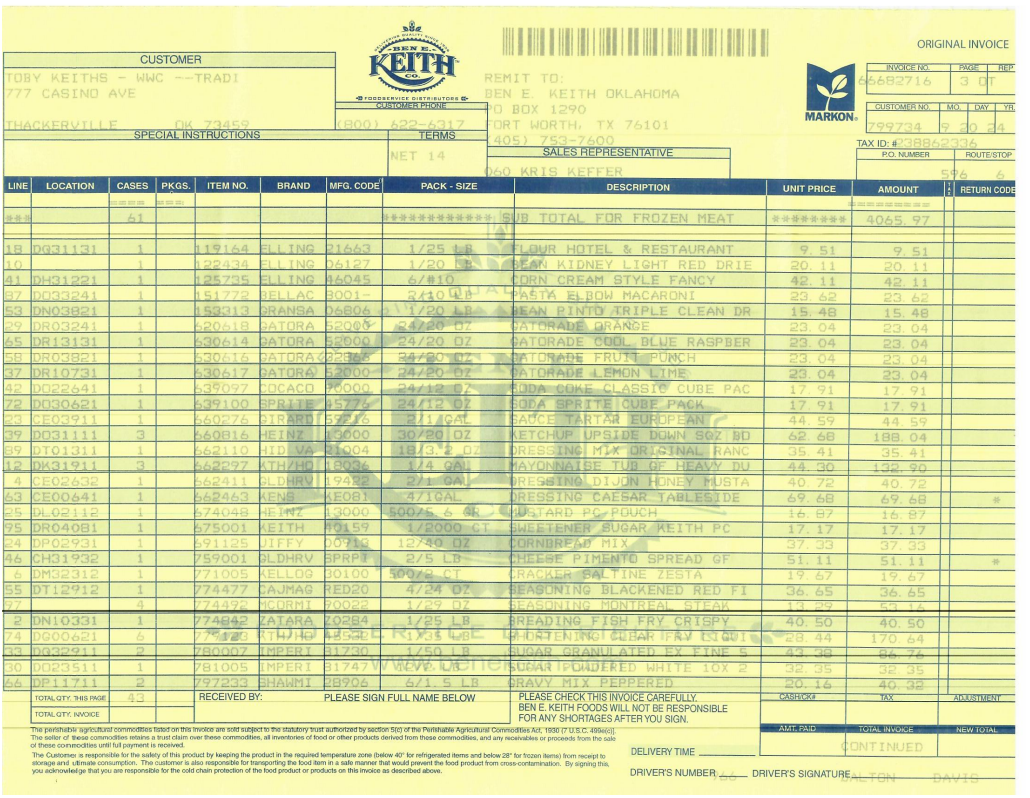 ORIGINAL INVOICE
DELIVERING QUALITY SINCE 1906
BEN E. KEITH CO.
FOODSERVICE DISTRIBUTORS
MARKON®
CUSTOMER
TOBY KEITHS - WWC --TRADI
777 CASINO AVE
THACKERVILLE OK 73459
CUSTOMER PHONE
(800) 622-6317
REMIT TO:
BEN E. KEITH OKLAHOMA
PO BOX 1290
FORT WORTH, TX 76101
(405) 753-7600
INVOICE NO. PAGE REP
66682716 3 OT
CUSTOMER NO. MO. DAY YR.
799734 9 20 24
TAX ID: #238862336
P.O. NUMBER ROUTE/STOP
596 6
SPECIAL INSTRUCTIONS TERMS
NET 14
SALES REPRESENTATIVE
060 KRIS KEFFER
LINE LOCATION CASES PKGS. ITEM NO. BRAND MFG. CODE PACK - SIZE DESCRIPTION UNIT PRICE AMOUNT RETURN CODE
==== === =========
*** 61 *********** SUB TOTAL FOR FROZEN MEAT ******** 4065.97
18 DG31131 1 119164 ELLING 21663 1/25 LB FLOUR HOTEL & RESTAURANT 9.51 9.51
10 1 122434 ELLING 06127 1/20 LB BEAN KIDNEY LIGHT RED DRIE 20.11 20.11
41 DH31221 1 125735 ELLING 46045 6/#10 CORN CREAM STYLE FANCY 42.11 42.11
87 DO33241 1 151772 BELLAC 8001- 2/10 LB PASTA ELBOW MACARONI 23.62 23.62
53 DN03821 1 153313 GRANSA 06806 1/20 LB BEAN PINTO TRIPLE CLEAN DR 15.48 15.48
29 DR03241 1 620618 GATORA 52000 24/20 OZ GATORADE ORANGE 23.04 23.04
65 DR13131 1 630614 GATORA 52000 24/20 OZ GATORADE COOL BLUE RASPBER 23.04 23.04
58 DR03821 1 630616 GATORA 32866 24/20 OZ GATORADE FRUIT PUNCH 23.04 23.04
37 DR10731 1 630617 GATORA 52000 24/20 OZ GATORADE LEMON LIME 23.04 23.04
42 DO22641 1 639097 COCACO 70000 24/12 OZ SODA COKE CLASSIC CUBE PAC 17.91 17.91
72 DO30621 1 639100 SPRITE 45776 24/12 OZ SODA SPRITE CUBE PACK 17.91 17.91
23 CE03911 1 660276 GIRARD 2/1 GAL SAUCE TARTAR EUROPEAN 44.59 44.59
39 DO31111 3 660816 HEINZ 13000 30/20 OZ KETCHUP UPSIDE DOWN SQZ BO 62.68 188.04
89 DT01311 1 662110 HID VA 21004 18/3.2 OZ DRESSING MIX ORIGINAL RANC 35.41 35.41
12 DK31911 3 662297 KTH/HO 18036 1/4 GAL MAYONNAISE TUB GF HEAVY DU 44.30 132.90
4 CE02632 1 662411 GLDHRV 19422 2/1 GAL DRESSING DIJON HONEY MUSTA 40.72 40.72
63 CE00641 1 662463 KENS KE081 4/1GAL DRESSING CAESAR TABLESIDE 69.68 69.68 *
25 DL02112 1 674048 HEINZ 13000 500/5.6 GR MUSTARD PC POUCH 16.87 16.87
95 DR04081 1 675001 KEITH 40159 1/2000 CT SWEETENER SUGAR KEITH PC 17.17 17.17
24 DP02931 1 691125 JIFFY 00913 12/40 OZ CORNBREAD MIX 37.33 37.33
46 CH31932 1 759001 GLDHRV SPRPI 2/5 LB CHEESE PIMENTO SPREAD GF 51.11 51.11 *
6 DM32312 1 771005 KELLOG 30100 500/2 CT CRACKER SALTINE ZESTA 19.67 19.67
55 DT12912 1 774477 CAJMAG RED20 4/24 OZ SEASONING BLACKENED RED FI 36.65 36.65
97 4 774492 MCORMI 90022 1/29 OZ SEASONING MONTREAL STEAK 13.29 53.16
2 DN10331 1 774842 ZATARA Z0284 1/25 LB BREADING FISH FRY CRISPY 40.50 40.50
74 DG00621 6 KTH/HO 1/35 LB SHORTENING CLEAR FRY LIQUI 28.44 170.64
33 DG32911 2 780007 IMPERI 81730 1/50 LB SUGAR GRANULATED EX FINE S 43.38 86.76
30 DO23511 1 781005 IMPERI 81747 SUGAR POWDERED WHITE 10X 2 32.35 32.35
66 DP11711 2 797233 SHAWMI 28906 6/1.5 LB GRAVY MIX PEPPERED 20.16 40.32
TOTAL QTY. THIS PAGE 43
TOTAL QTY. INVOICE
RECEIVED BY: PLEASE SIGN FULL NAME BELOW
PLEASE CHECK THIS INVOICE CAREFULLY.
BEN E. KEITH FOODS WILL NOT BE RESPONSIBLE
FOR ANY SHORTAGES AFTER YOU SIGN.
CASH/CK# TAX ADJUSTMENT
AMT. PAID TOTAL INVOICE NEW TOTAL
CONTINUED
The perishable agricultural commodities listed on this invoice are sold subject to the statutory trust authorized by section 5(c) of the Perishable Agricultural Commodities Act, 1930 (7 U.S.C. 499e(c)).
The seller of these commodities retains a trust claim over these commodities, all inventories of food or other products derived from these commodities, and any receivables or proceeds from the sale
of these commodities until full payment is received.
The Customer is responsible for the safety of this product by keeping the product in the required temperature zone (below 40° for refrigerated items and below 28° for frozen items) from receipt to
storage and ultimate consumption. The customer is also responsible for transporting the food item in a safe manner that would prevent the food product from cross-contamination. By signing this,
you acknowledge that you are responsible for the cold chain protection of the food product or products on this invoice as described above.
DELIVERY TIME
DRIVER'S NUMBER 766 DRIVER'S SIGNATURE DALTON DAVIS